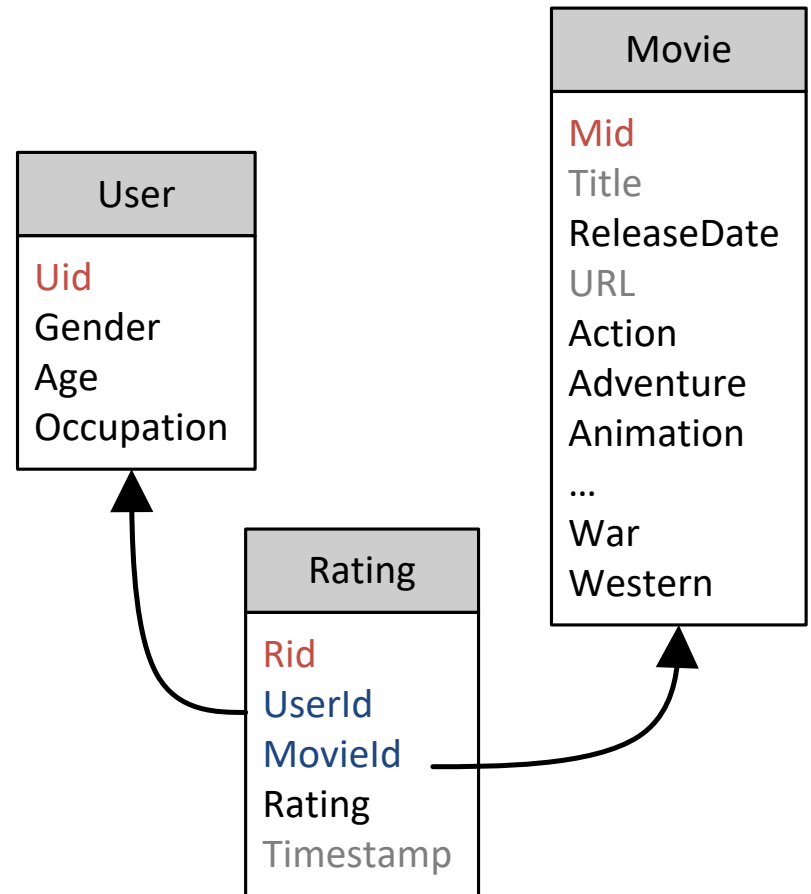 User
Uid
Gender
Age
Occupation
Movie
Mid
Title
ReleaseDate
URL
Action
Adventure
Animation
...
War
Western
Rating
Rid
UserId
MovieId
Rating
Timestamp